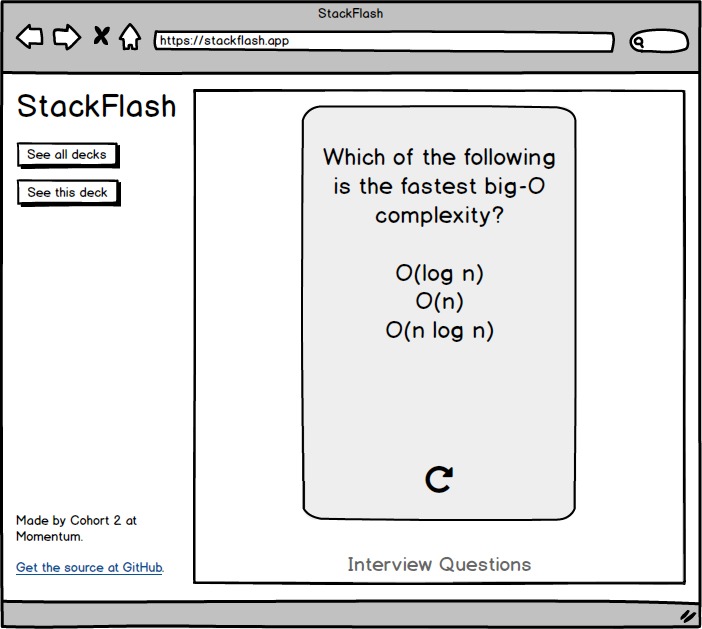 StackFlash
https://stackflash.app
StackFlash
See all decks
See this deck
Which of the following
is the fastest big-O
complexity?
O(log n)
O(n)
O(n log n)
Interview Questions
Made by Cohort 2 at
Momentum.
Get the source at GitHub.